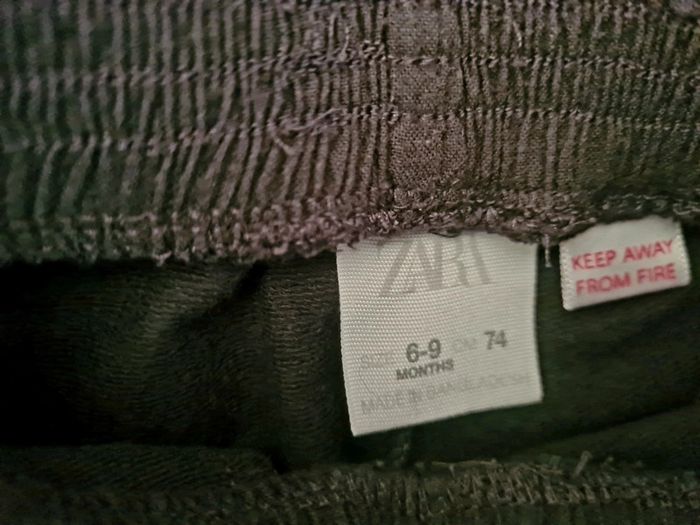 ZARA
SIZE 6-9 CM 74
MONTHS
MADE IN BANGLADESH
KEEP AWAY
FROM FIRE